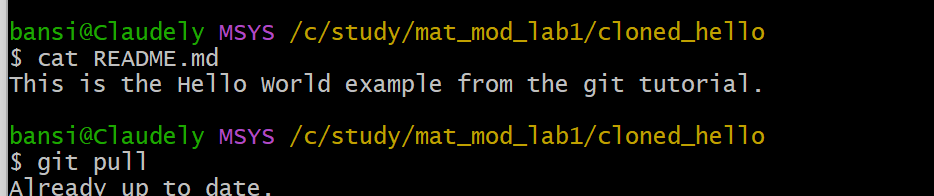 bansi@Claudely MSYS /c/study/mat_mod_lab1/cloned_hello
$ cat README.md
This is the Hello World example from the git tutorial.
bansi@Claudely MSYS /c/study/mat_mod_lab1/cloned_hello
$ git pull
Already up to date.